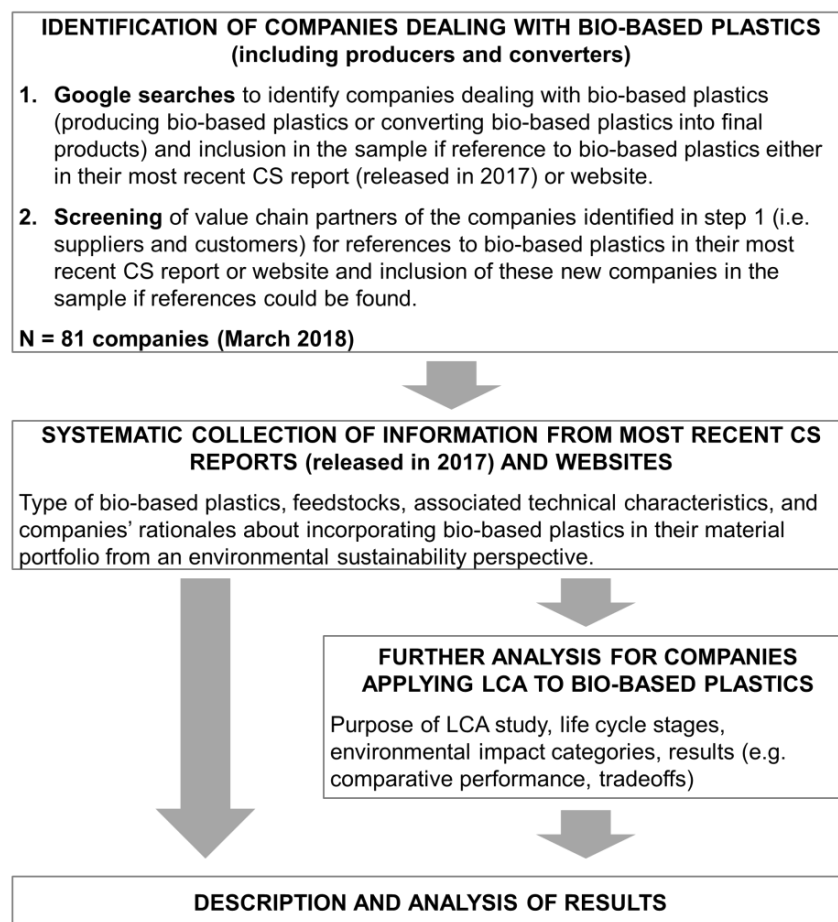 IDENTIFICATION OF COMPANIES DEALING WITH BIO-BASED PLASTICS
(including producers and converters)
1. Google searches to identify companies dealing with bio-based plastics
(producing bio-based plastics or converting bio-based plastics into final
products) and inclusion in the sample if reference to bio-based plastics either
in their most recent CS report (released in 2017) or website.
2. Screening of value chain partners of the companies identified in step 1 (i.e.
suppliers and customers) for references to bio-based plastics in their most
recent CS report or website and inclusion of these new companies in the
sample if references could be found.
N = 81 companies (March 2018)
SYSTEMATIC COLLECTION OF INFORMATION FROM MOST RECENT CS
REPORTS (released in 2017) AND WEBSITES
Type of bio-based plastics, feedstocks, associated technical characteristics, and
companies' rationales about incorporating bio-based plastics in their material
portfolio from an environmental sustainability perspective.
FURTHER ANALYSIS FOR COMPANIES
APPLYING LCA TO BIO-BASED PLASTICS
Purpose of LCA study, life cycle stages,
environmental impact categories, results (e.g.
comparative performance, tradeoffs)
DESCRIPTION AND ANALYSIS OF RESULTS